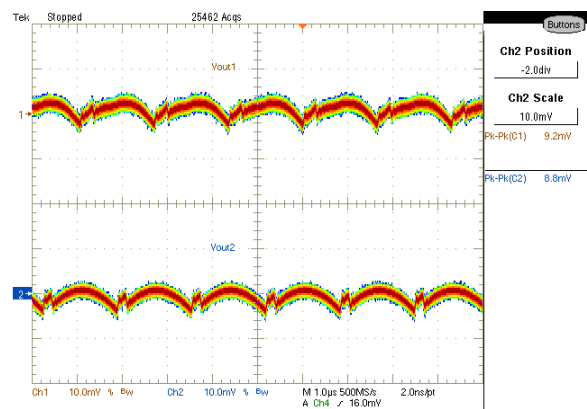 Tek Stopped 25462 Acqs
Buttons
Ch2 Position
-2.0div
Ch2 Scale
10.0mV
Pk-Pk(C1) 9.2mV
Pk-Pk(C2) 8.8mV
Vout1
1
Vout2
2
Ch1 10.0mV % Bw Ch2 10.0mV % Bw M 1.0µs 500MS/s 2.0ns/pt
A Ch4 / 16.0mV